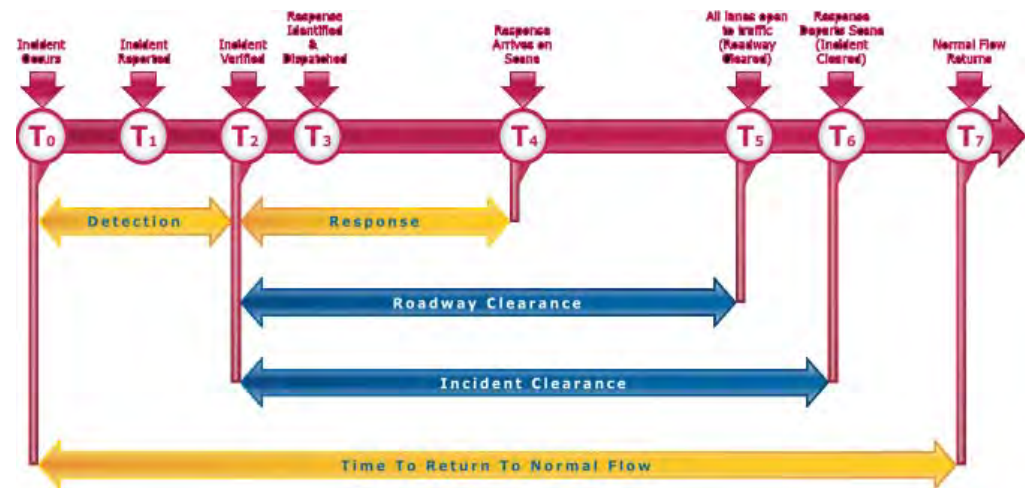 Incident
Occurs
Incident
Reported
Incident
Verified
Response
Identified
&
Dispatched
Response
Arrives on
Scene
All lanes open
to traffic
(Roadway
Cleared)
Response
Departs Scene
(Incident
Cleared)
Normal Flow
Returns
T0
T1
T2
T3
T4
T5
T6
T7
Detection
Response
Roadway Clearance
Incident Clearance
Time To Return To Normal Flow